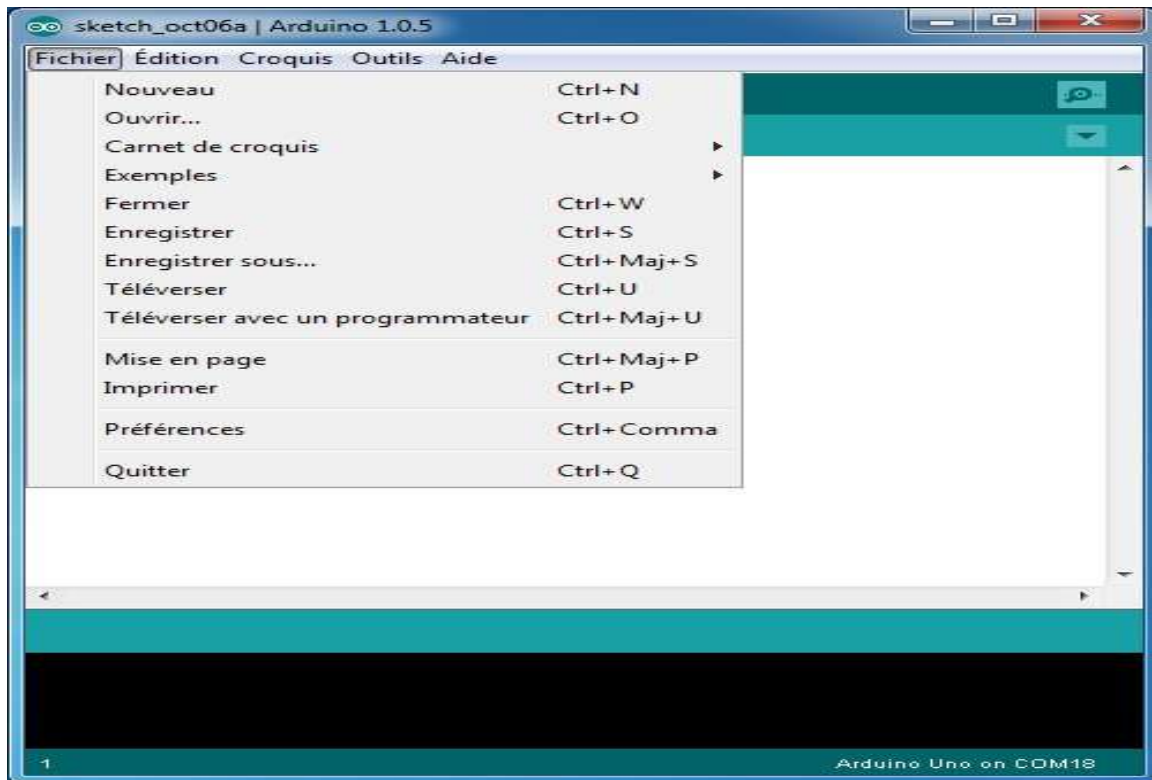 sketch_oct06a | Arduino 1.0.5
Fichier Édition Croquis Outils Aide
Nouveau Ctrl+N
Ouvrir... Ctrl+O
Carnet de croquis
Exemples
Fermer Ctrl+W
Enregistrer Ctrl+S
Enregistrer sous... Ctrl+Maj+S
Téléverser Ctrl+U
Téléverser avec un programmateur Ctrl+Maj+U
Mise en page Ctrl+Maj+P
Imprimer Ctrl+P
Préférences Ctrl+Comma
Quitter Ctrl+Q
1 Arduino Uno on COM18